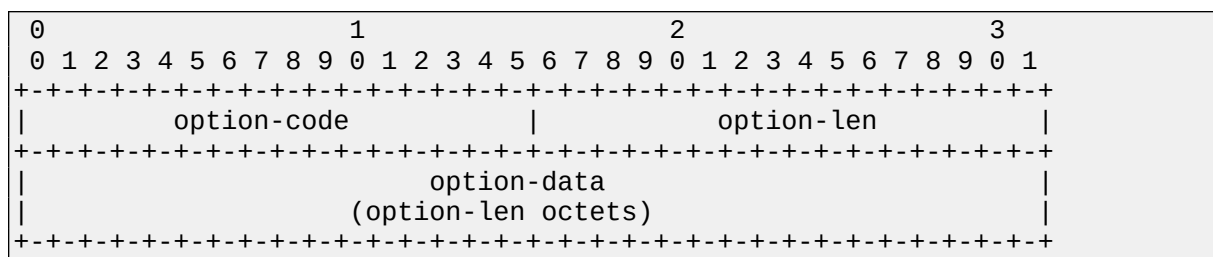 0                   1                   2                   3
 0 1 2 3 4 5 6 7 8 9 0 1 2 3 4 5 6 7 8 9 0 1 2 3 4 5 6 7 8 9 0 1
+-+-+-+-+-+-+-+-+-+-+-+-+-+-+-+-+-+-+-+-+-+-+-+-+-+-+-+-+-+-+-+-+
|         option-code           |           option-len          |
+-+-+-+-+-+-+-+-+-+-+-+-+-+-+-+-+-+-+-+-+-+-+-+-+-+-+-+-+-+-+-+-+
|                         option-data                           |
|                    (option-len octets)                        |
+-+-+-+-+-+-+-+-+-+-+-+-+-+-+-+-+-+-+-+-+-+-+-+-+-+-+-+-+-+-+-+-+